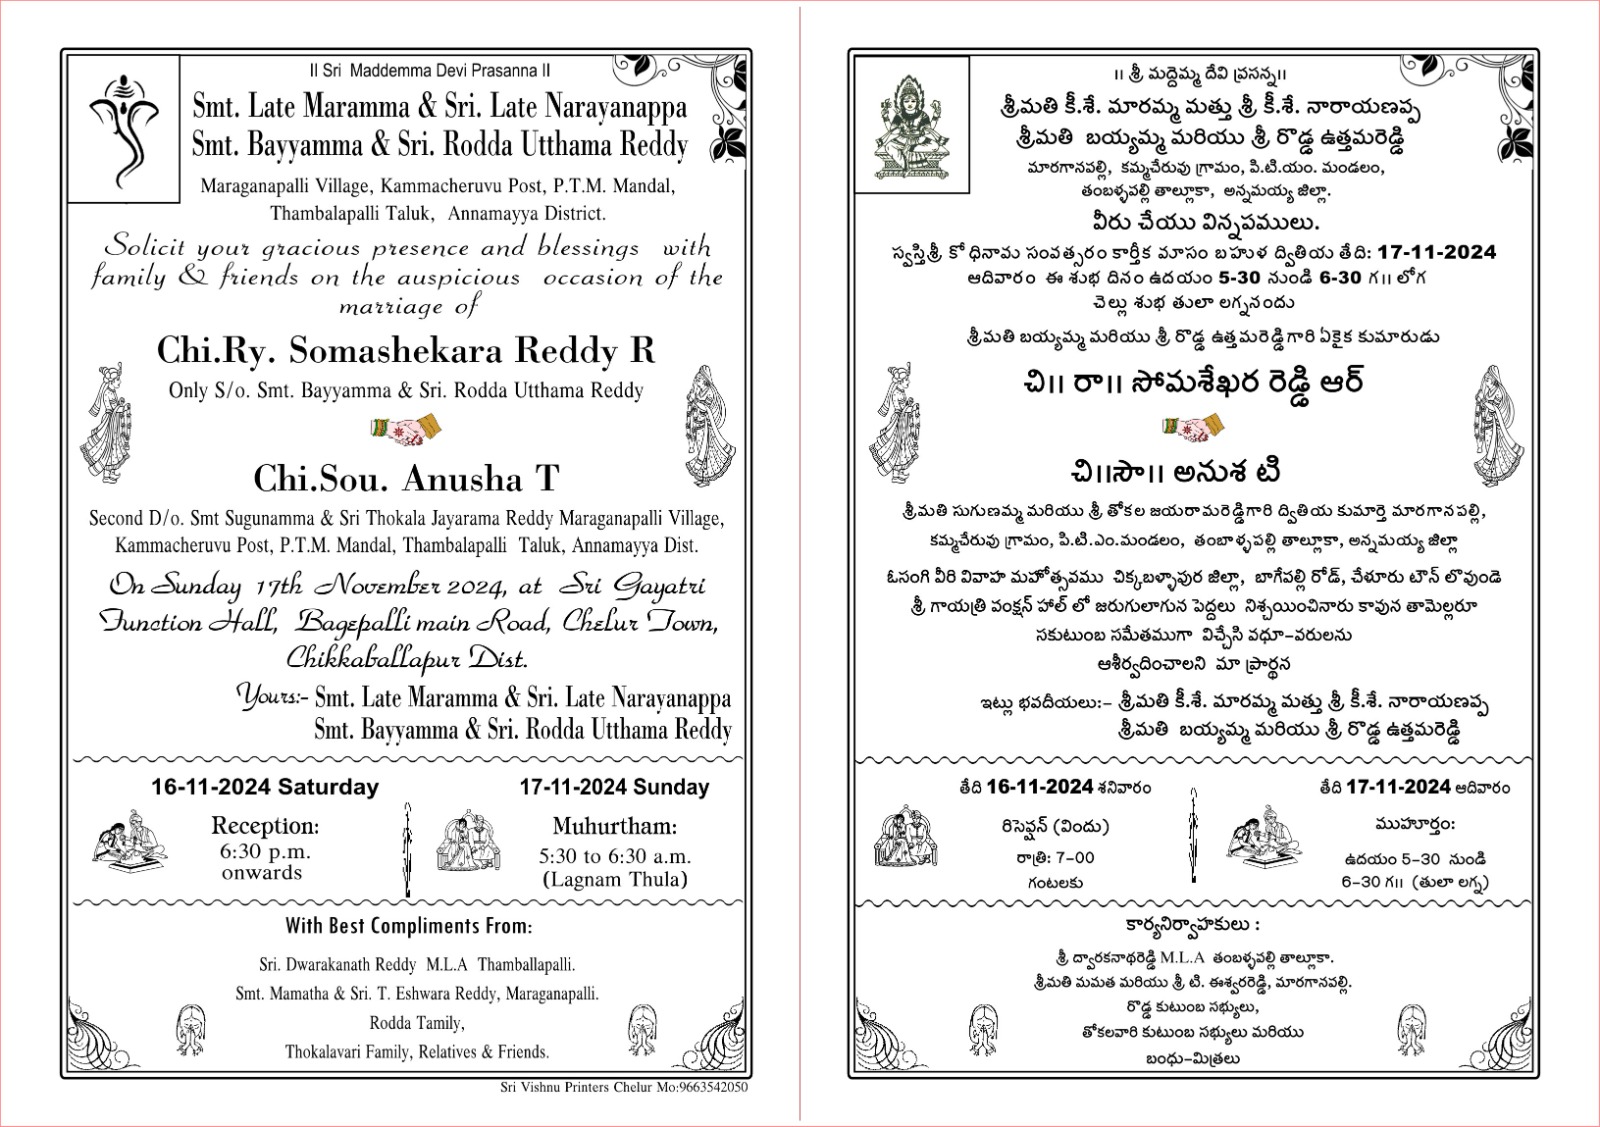 II Sri Maddemma Devi Prasanna II
Smt. Late Maramma & Sri. Late Narayanappa
Smt. Bayyamma & Sri. Rodda Utthama Reddy
Maraganapalli Village, Kammacheruvu Post, P.T.M. Mandal,
Thambalapalli Taluk, Annamayya District.
Solicit your gracious presence and blessings with
family & friends on the auspicious occasion of the
marriage of
Chi.Ry. Somashekara Reddy R
Only S/o. Smt. Bayyamma & Sri. Rodda Utthama Reddy
Chi.Sou. Anusha T
Second D/o. Smt Sugunamma & Sri Thokala Jayarama Reddy Maraganapalli Village,
Kammacheruvu Post, P.T.M. Mandal, Thambalapalli Taluk, Annamayya Dist.
On Sunday 17th November 2024, at Sri Gayatri
Function Hall, Bagepalli main Road, Chelur Town,
Chikkaballapur Dist.
Yours:- Smt. Late Maramma & Sri. Late Narayanappa
Smt. Bayyamma & Sri. Rodda Utthama Reddy
16-11-2024 Saturday
Reception:
6:30 p.m.
onwards
17-11-2024 Sunday
Muhurtham:
5:30 to 6:30 a.m.
(Lagnam Thula)
With Best Compliments From:
Sri. Dwarakanath Reddy M.L.A Thamballapalli.
Smt. Mamatha & Sri. T. Eshwara Reddy, Maraganapalli.
Rodda Tamily,
Thokalavari Family, Relatives & Friends.
Sri Vishnu Printers Chelur Mo:9663542050
॥ శ్రీ మద్దెమ్మ దేవి ప్రసన్న॥
శ్రీమతి కీ.శే. మారమ్మ మత్తు శ్రీ కీ.శే. నారాయణప్ప
శ్రీమతి బయ్యమ్మ మరియు శ్రీ రొడ్డ ఉత్తమరెడ్డి
మారగానపల్లి, కమ్మచేరువు గ్రామం, పి.టి.యం. మండలం,
తంబళ్ళపల్లి తాల్లూకా, అన్నమయ్య జిల్లా.
వీరు చేయు విన్నపములు.
స్వస్తిశ్రీ క్రోధినామ సంవత్సరం కార్తీక మాసం బహుళ ద్వితియ తేది: 17-11-2024
ఆదివారం ఈ శుభ దినం ఉదయం 5-30 నుండి 6-30 గ॥ లోగ
చెల్లు శుభ తులా లగ్ననందు
శ్రీమతి బయ్యమ్మ మరియు శ్రీ రొడ్డ ఉత్తమరెడ్డిగారి ఏకైక కుమారుడు
చి॥ రా॥ సోమశేఖర రెడ్డి ఆర్
చి॥సౌ॥ అనుశ టి
శ్రీమతి సుగుణమ్మ మరియు శ్రీ తోకల జయరామరెడ్డిగారి ద్వితియ కుమార్తె మారగానపల్లి,
కమ్మచేరువు గ్రామం, పి.టి.ఎం.మండలం, తంబాళ్ళపల్లి తాల్లూకా, అన్నమయ్య జిల్లా
ఓసంగి వీరి వివాహ మహోత్సవము చిక్కబళ్ళాపుర జిల్లా, బాగేపల్లి రోడ్, చేళూరు టౌన్ లొవుండె
శ్రీ గాయత్రి పంక్షన్ హాల్ లో జరుగులాగున పెద్దలు నిశ్చయించినారు కావున తామెల్లరూ
సకుటుంబ సమేతముగా విచ్చేసి వధూ-వరులను
ఆశీర్వదించాలని మా ప్రార్థన
ఇట్లు భవదీయలు:- శ్రీమతి కీ.శే. మారమ్మ మత్తు శ్రీ కీ.శే. నారాయణప్ప
శ్రీమతి బయ్యమ్మ మరియు శ్రీ రొడ్డ ఉత్తమరెడ్డి
తేది 16-11-2024 శనివారం
రిసెప్షన్ (విందు)
రాత్రి: 7-00
గంటలకు
తేది 17-11-2024 ఆదివారం
ముహూర్తం:
ఉదయం 5-30 నుండి
6-30 గ॥ (తులా లగ్న)
కార్యనిర్వాహకులు :
శ్రీ ద్వారకనాథరెడ్డి M.L.A తంబళ్ళపల్లి తాల్లూకా.
శ్రీమతి మమత మరియు శ్రీ టి. ఈశ్వరరెడ్డి, మారగానపల్లి.
రొడ్డ కుటుంబ సభ్యులు,
తోకలవారి కుటుంబ సభ్యులు మరియు
బంధు-మిత్రలు